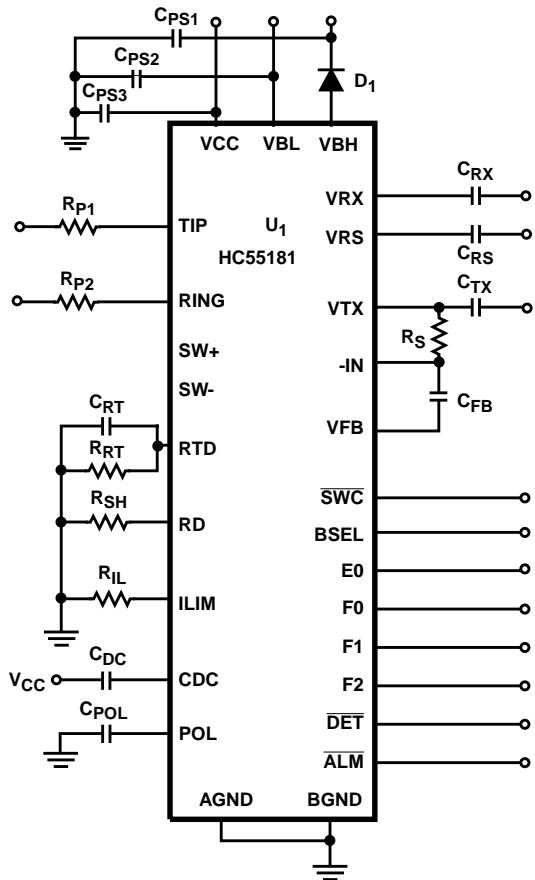 CPS1
CPS2
D1
CPS3
VCC VBL VBH
CRX
VRX
RP1
TIP
U1
VRS
HC55181
CRS
CTX
RP2
RING
VTX
RS
SW+
-IN
SW-
CFB
CRT
VFB
RTD
RRT
RSH
SWC
RD
BSEL
E0
RIL
ILIM
F0
F1
CDC
VCC
CDC
F2
CPOL
POL
DET
ALM
AGND BGND